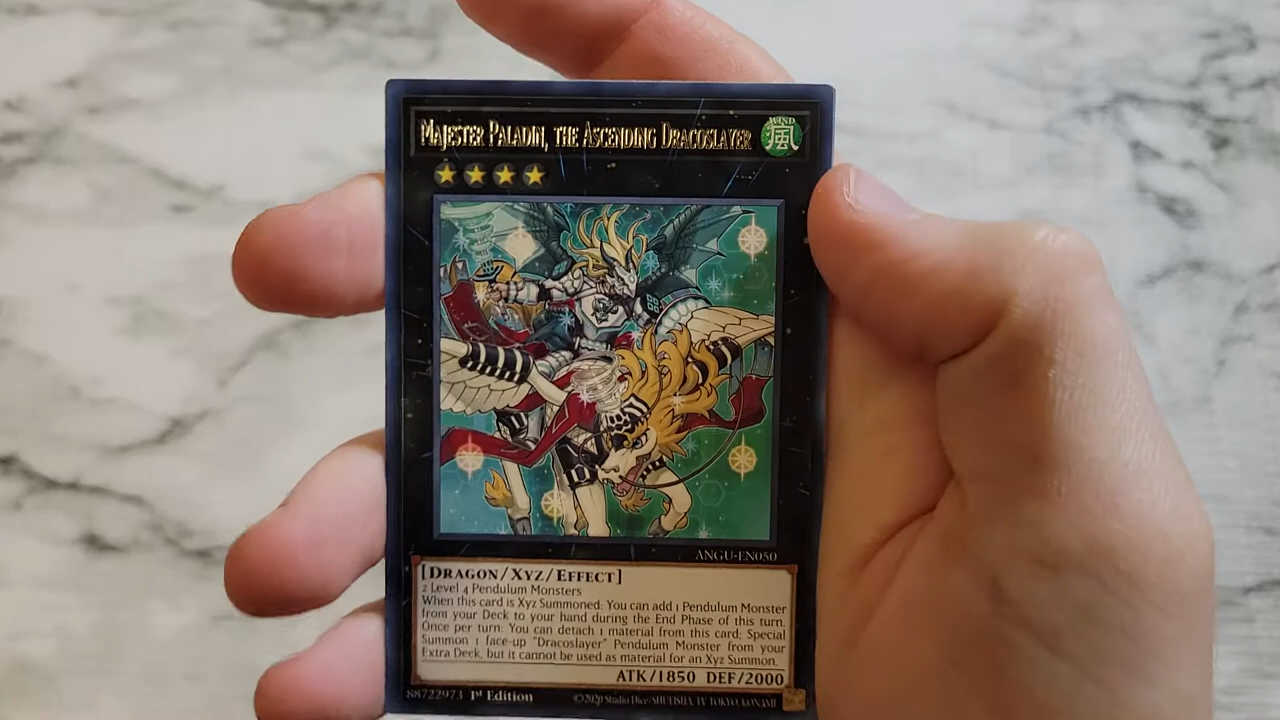 MAJESTER PALADIN, THE ASCENDING DRACOSLAYER
WIND
風
ANGU-EN050
[DRAGON/XYZ/EFFECT]
2 Level 4 Pendulum Monsters
When this card is Xyz Summoned: You can add 1 Pendulum Monster
from your Deck to your hand during the End Phase of this turn.
Once per turn: You can detach 1 material from this card; Special
Summon 1 face-up "Dracoslayer" Pendulum Monster from your
Extra Deck, but it cannot be used as material for an Xyz Summon.
ATK/1850 DEF/2000
88722973 1st Edition
©2020 Studio Dice/SHUEISHA, TV TOKYO, KONAMI